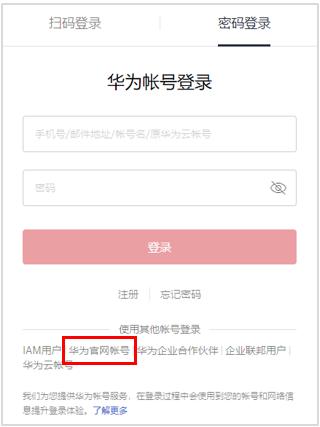 扫码登录 | 密码登录
华为帐号登录
手机号/邮件地址/帐号名/原华为云帐号
密码
登录
注册 | 忘记密码
使用其他帐号登录
IAM用户 | 华为官网帐号 | 华为企业合作伙伴 | 企业联邦用户 |
华为云帐号
我们为您提供华为帐号服务，在登录过程中会使用到您的帐号和网络信
息提升登录体验。了解更多